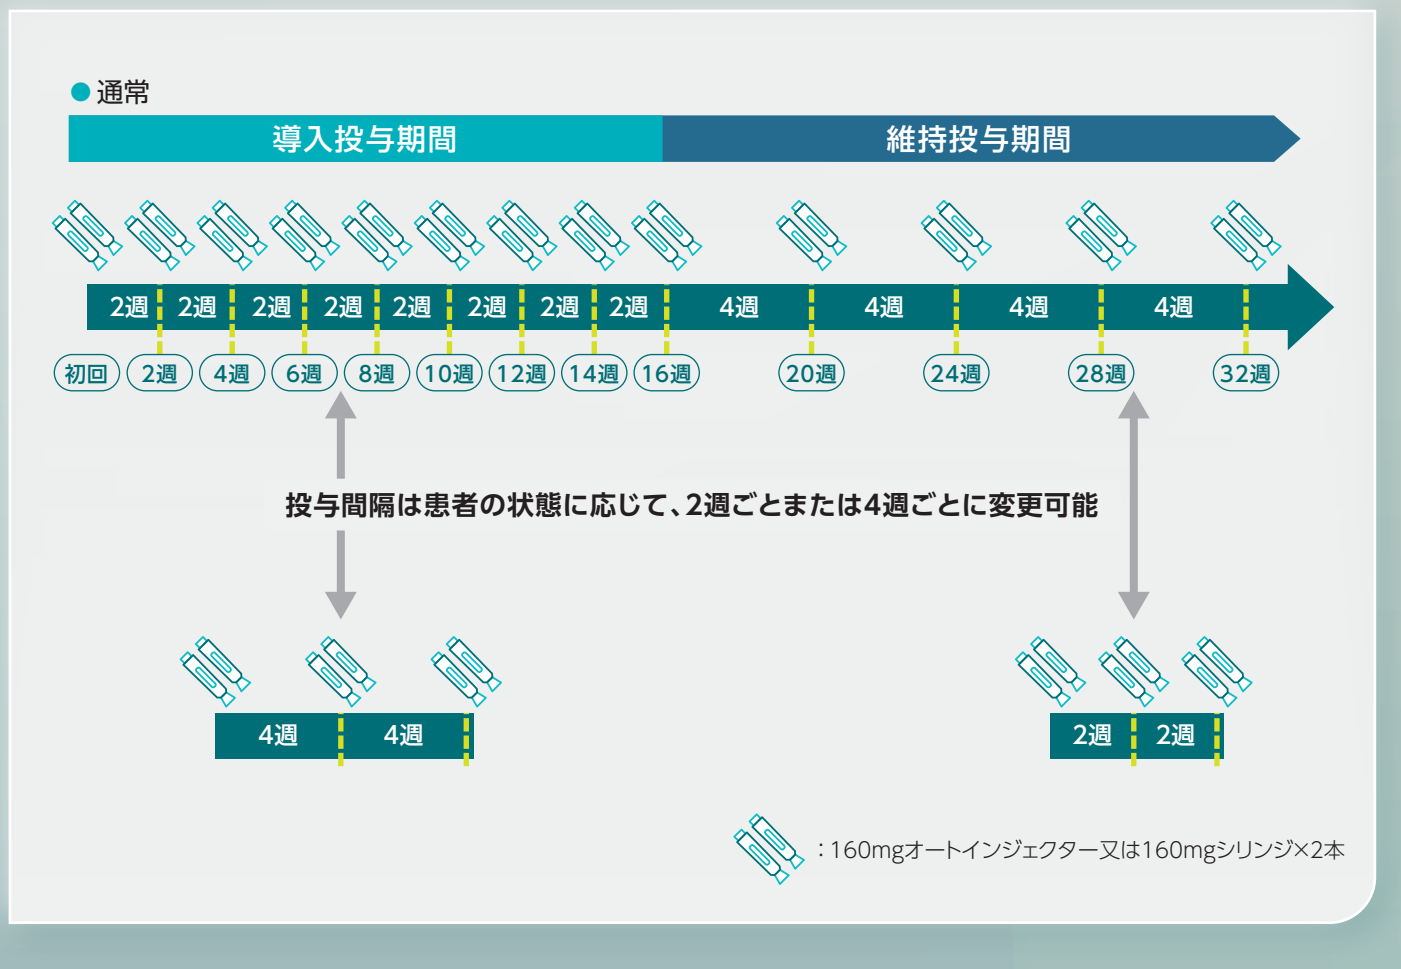 ●通常
導入投与期間 維持投与期間
2週 2週 2週 2週 2週 2週 2週 2週 4週 4週 4週 4週
初回 2週 4週 6週 8週 10週 12週 14週 16週 20週 24週 28週 32週
投与間隔は患者の状態に応じて、2週ごとまたは4週ごとに変更可能
4週 4週 2週 2週
：160mgオートインジェクター又は160mgシリンジ×2本